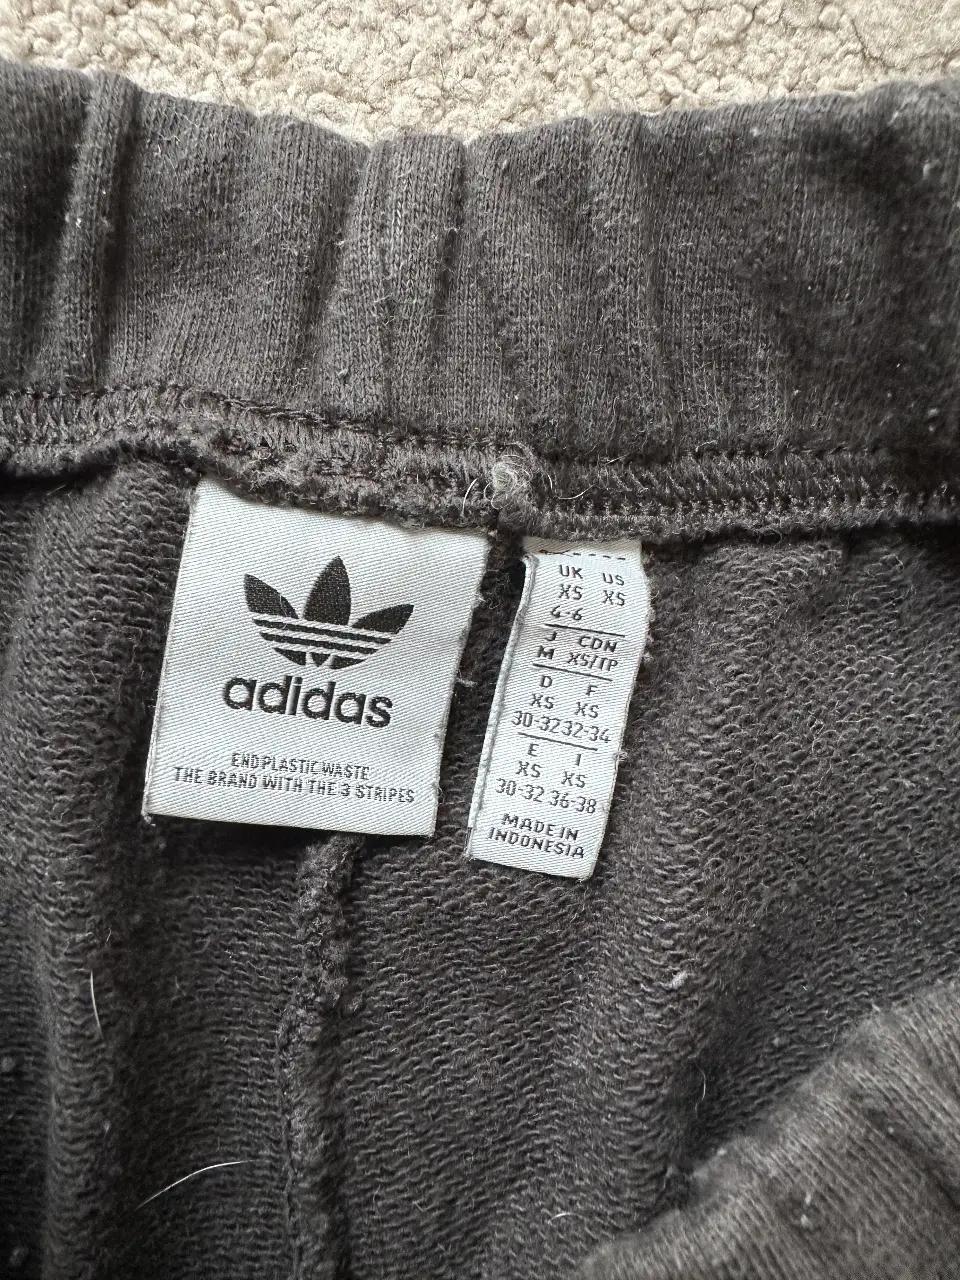 adidas
END PLASTIC WASTE
THE BRAND WITH THE 3 STRIPES
UK US
XS XS
4-6
J CDN
M XS/TP
D F
XS XS
30-32 32-34
E I
XS XS
30-32 36-38
MADE IN
INDONESIA